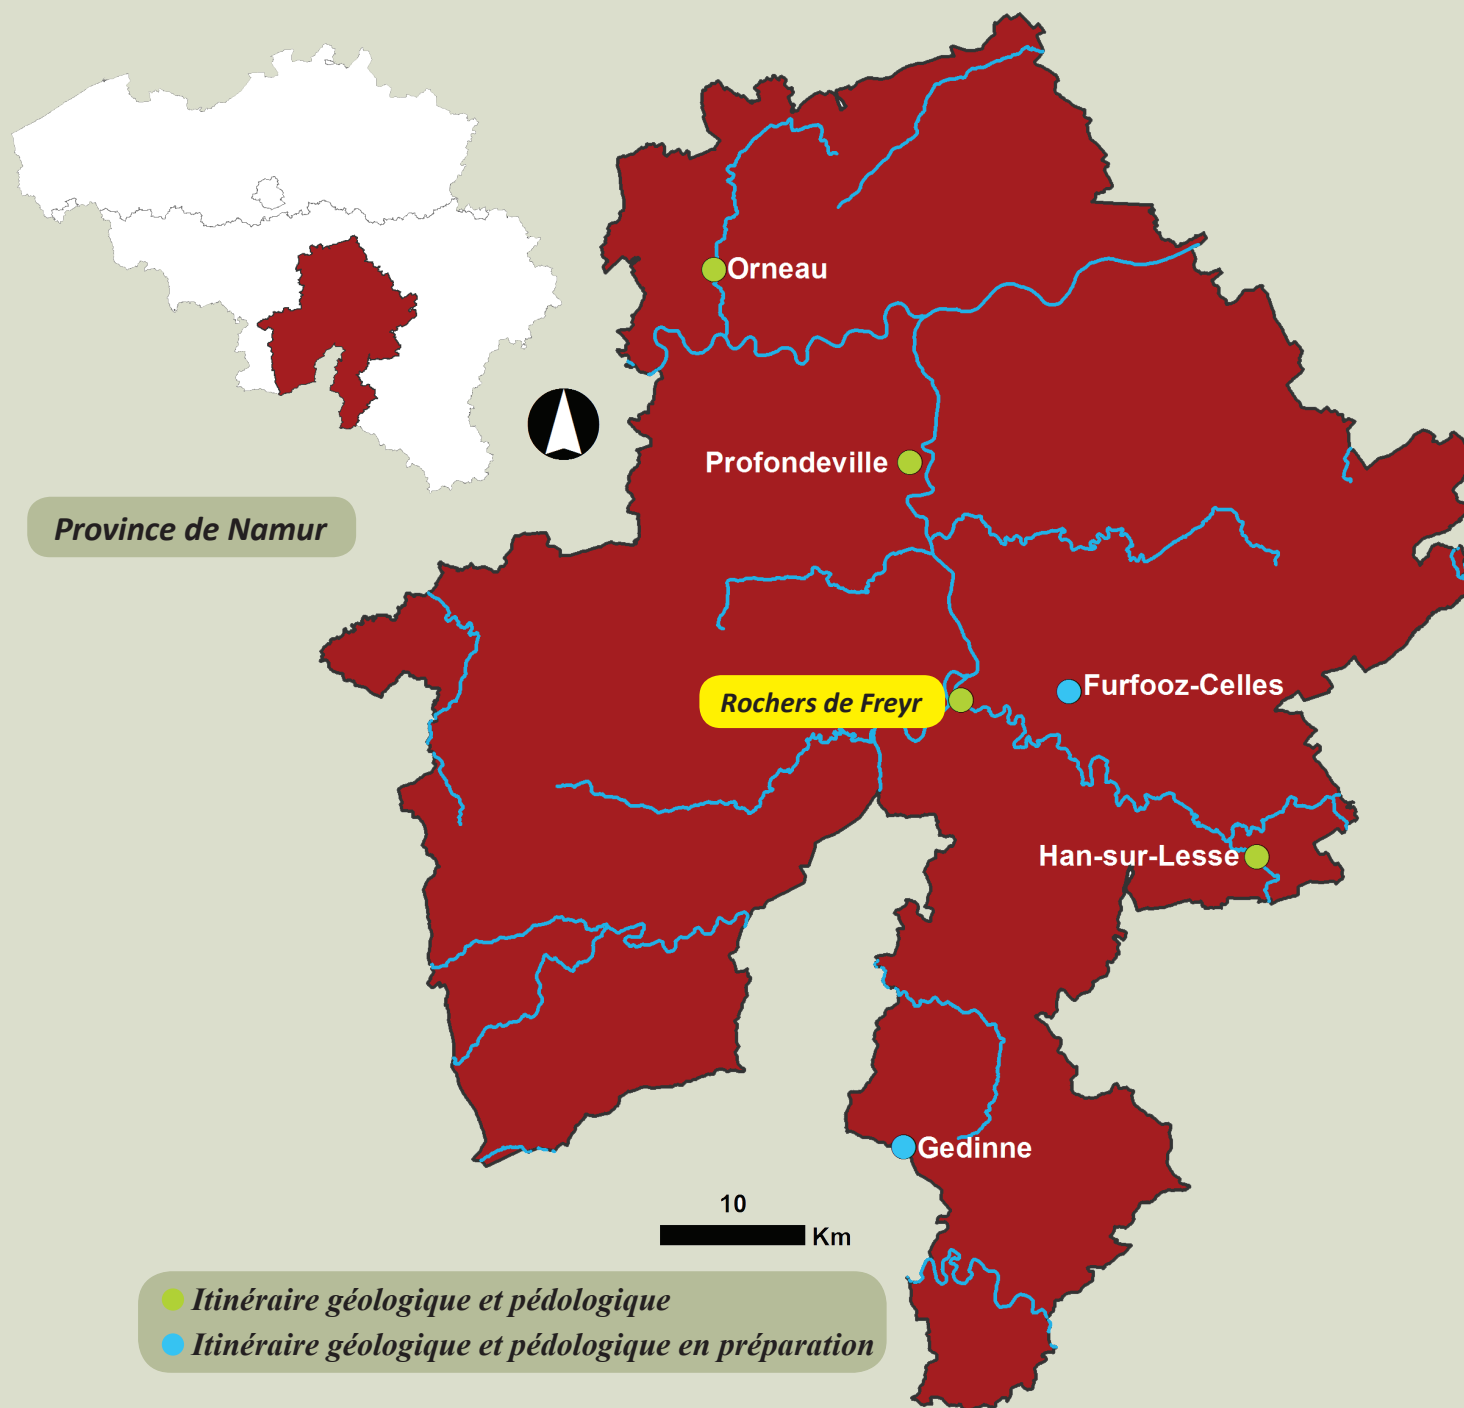 Orneau
Profondeville
Province de Namur
Furfooz-Celles
Rochers de Freyr
Han-sur-Lesse
Gedinne
10
Km
Itinéraire géologique et pédologique
Itinéraire géologique et pédologique en préparation